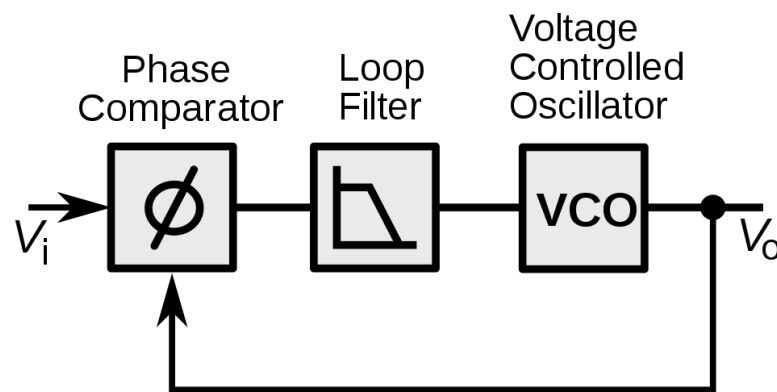 Phase
Comparator
Loop
Filter
Voltage
Controlled
Oscillator
Vi
ϕ
VCO
Vo